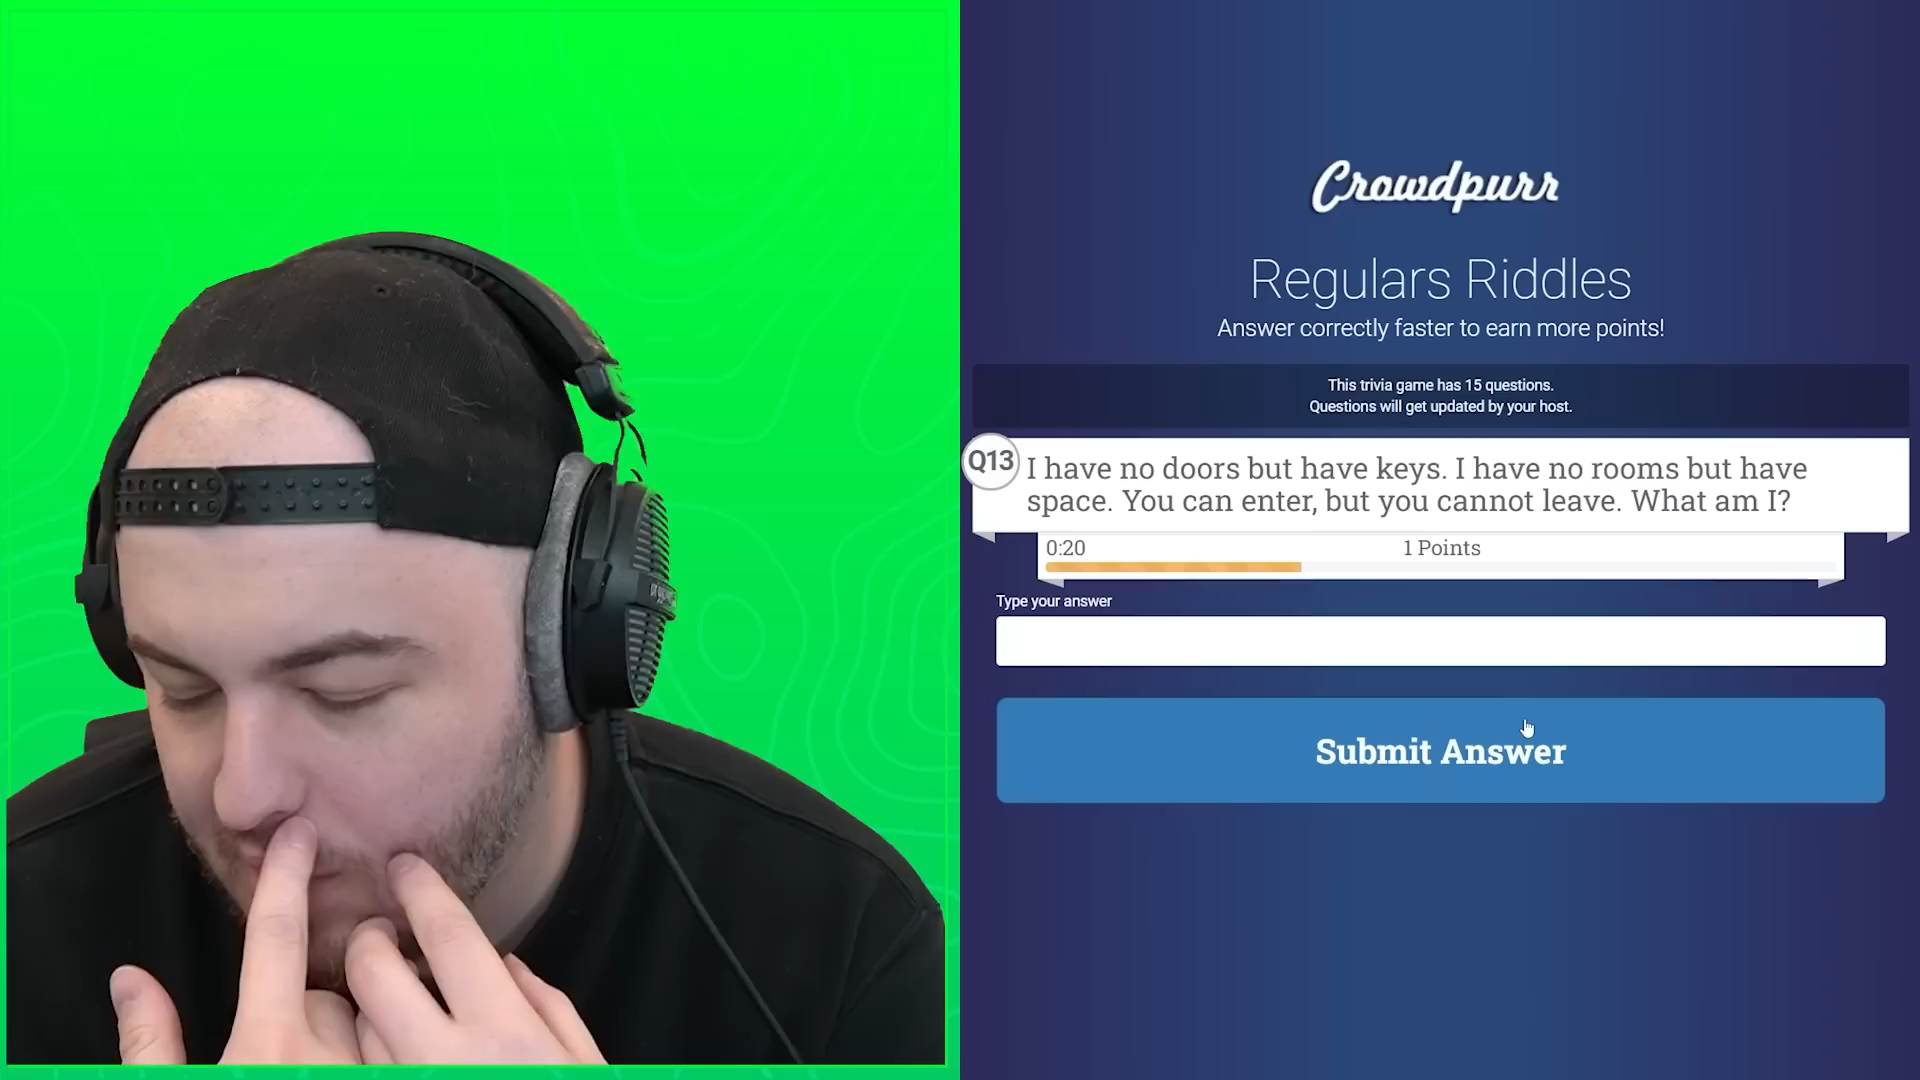 Crowdpurr
Regulars Riddles
Answer correctly faster to earn more points!
This trivia game has 15 questions.
Questions will get updated by your host.
Q13
I have no doors but have keys. I have no rooms but have
space. You can enter, but you cannot leave. What am I?
0:20
1 Points
Type your answer
Submit Answer